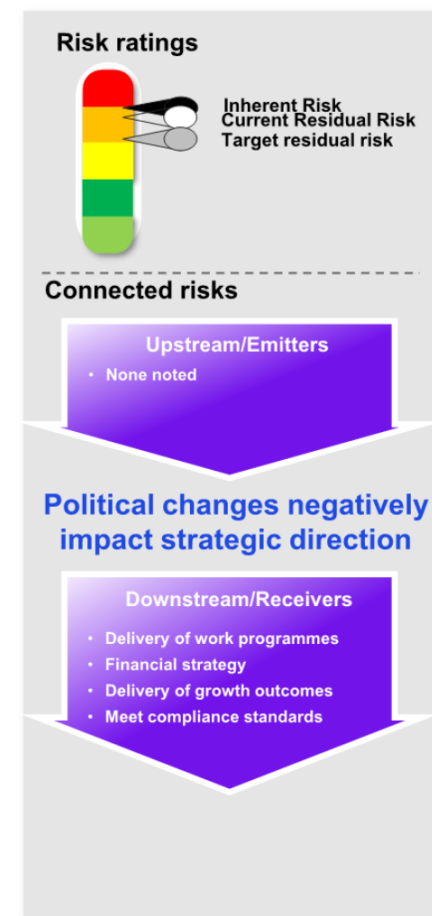 Risk ratings
Inherent Risk
Current Residual Risk
Target residual risk
Connected risks
Upstream/Emitters
• None noted
Political changes negatively
impact strategic direction
Downstream/Receivers
• Delivery of work programmes
• Financial strategy
• Delivery of growth outcomes
• Meet compliance standards